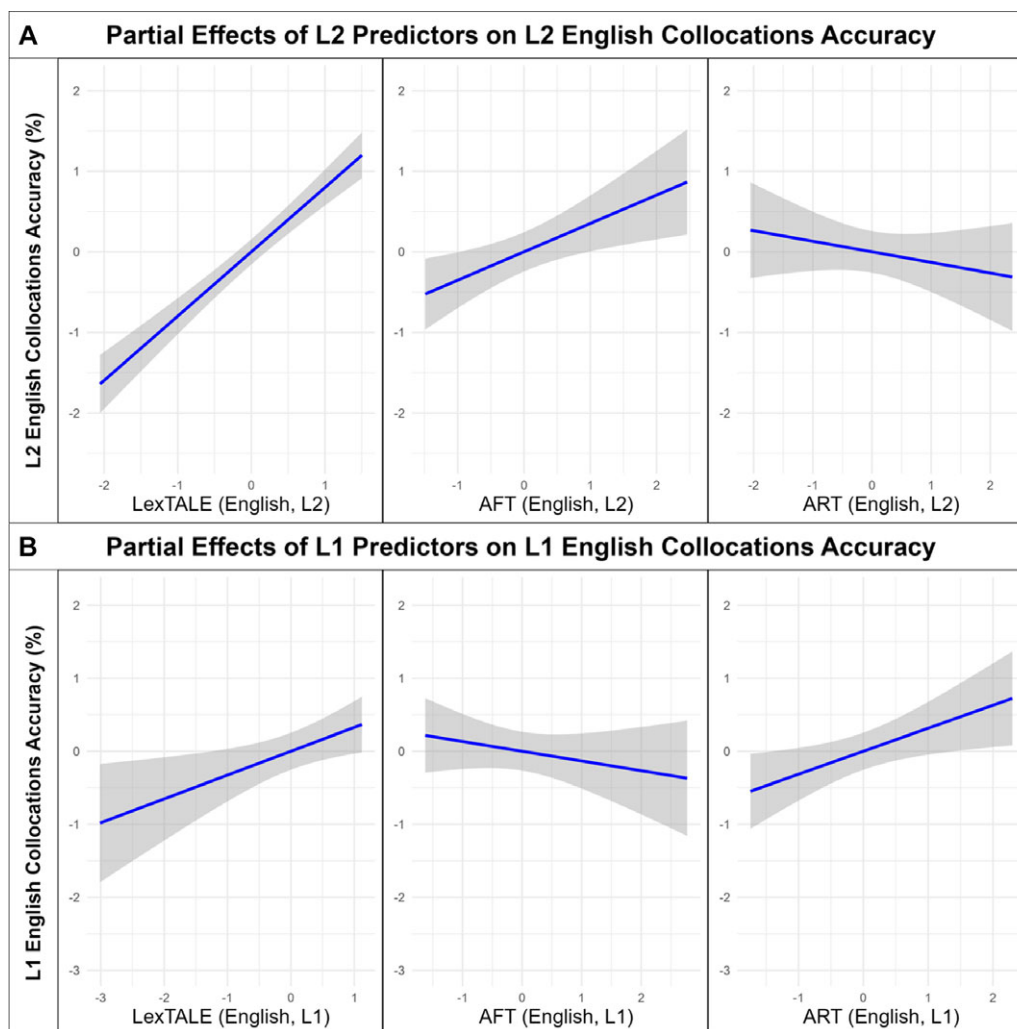 A Partial Effects of L2 Predictors on L2 English Collocations Accuracy
L2 English Collocations Accuracy (%)
2
1
0
-1
-2
-2 -1 0 1
LexTALE (English, L2)
2
1
0
-1
-2
-1 0 1 2
AFT (English, L2)
2
1
0
-1
-2
-2 -1 0 1 2
ART (English, L2)
B Partial Effects of L1 Predictors on L1 English Collocations Accuracy
L1 English Collocations Accuracy (%)
2
1
0
-1
-2
-3
-3 -2 -1 0 1
LexTALE (English, L1)
2
1
0
-1
-2
-3
-1 0 1 2
AFT (English, L1)
2
1
0
-1
-2
-3
-1 0 1 2
ART (English, L1)